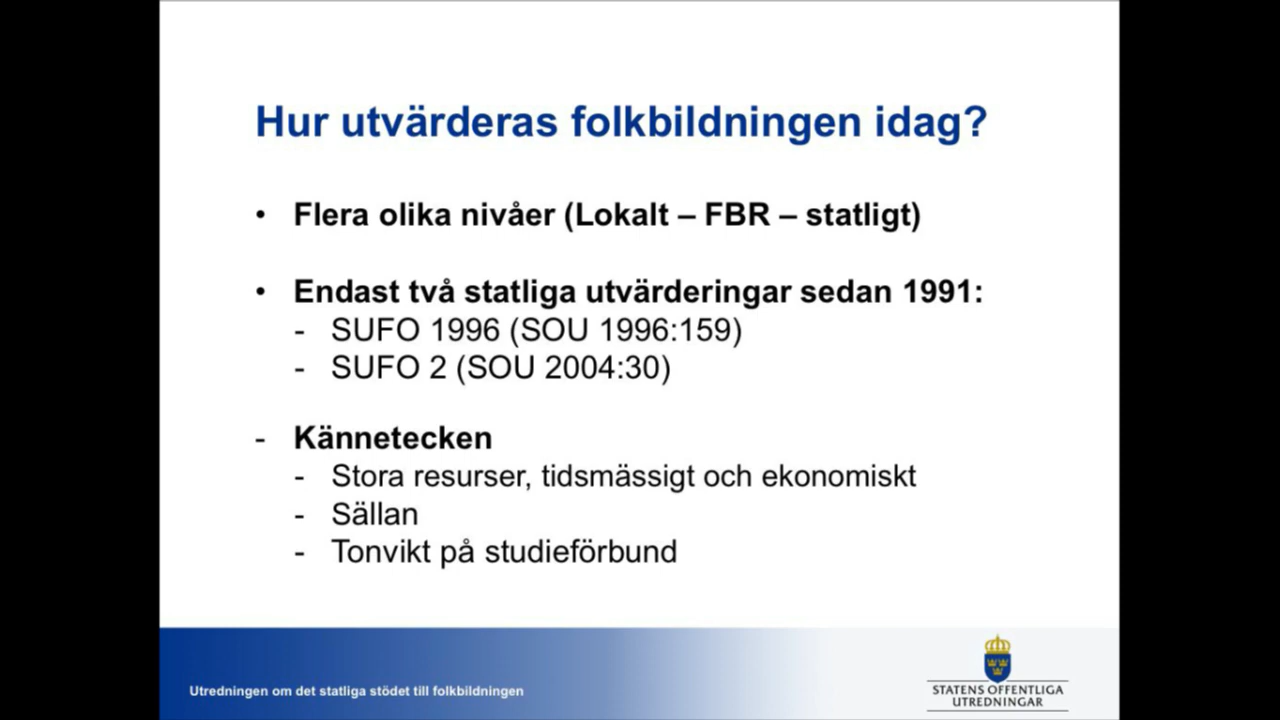 Hur utvärderas folkbildningen idag?
• Flera olika nivåer (Lokalt – FBR – statligt)
• Endast två statliga utvärderingar sedan 1991:
- SUFO 1996 (SOU 1996:159)
- SUFO 2 (SOU 2004:30)
- Kännetecken
- Stora resurser, tidsmässigt och ekonomiskt
- Sällan
- Tonvikt på studieförbund
Utredningen om det statliga stödet till folkbildningen
STATENS OFFENTLIGA
UTREDNINGAR